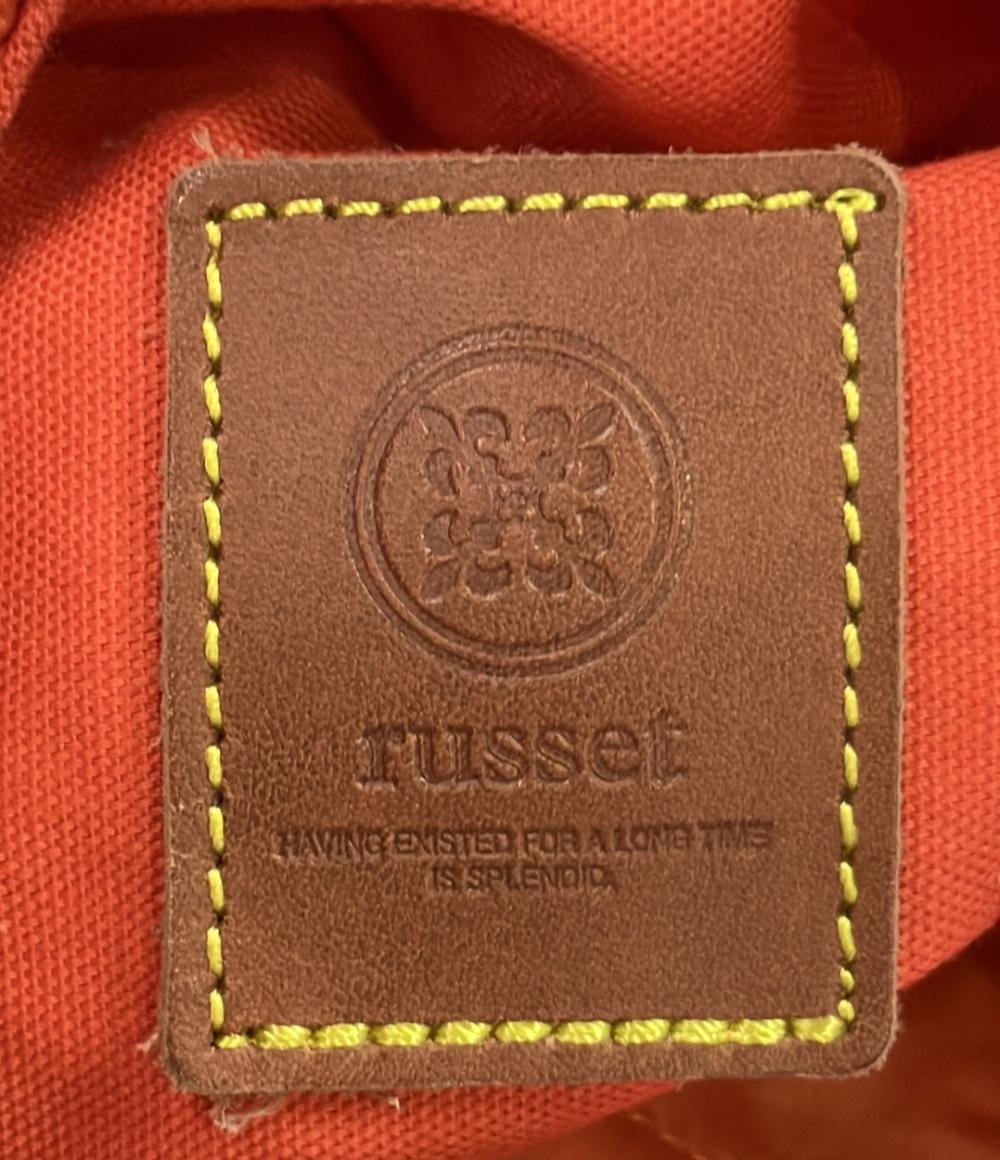 russet
HAVING EXISTED FOR A LONG TIME
IS SPLENDID.